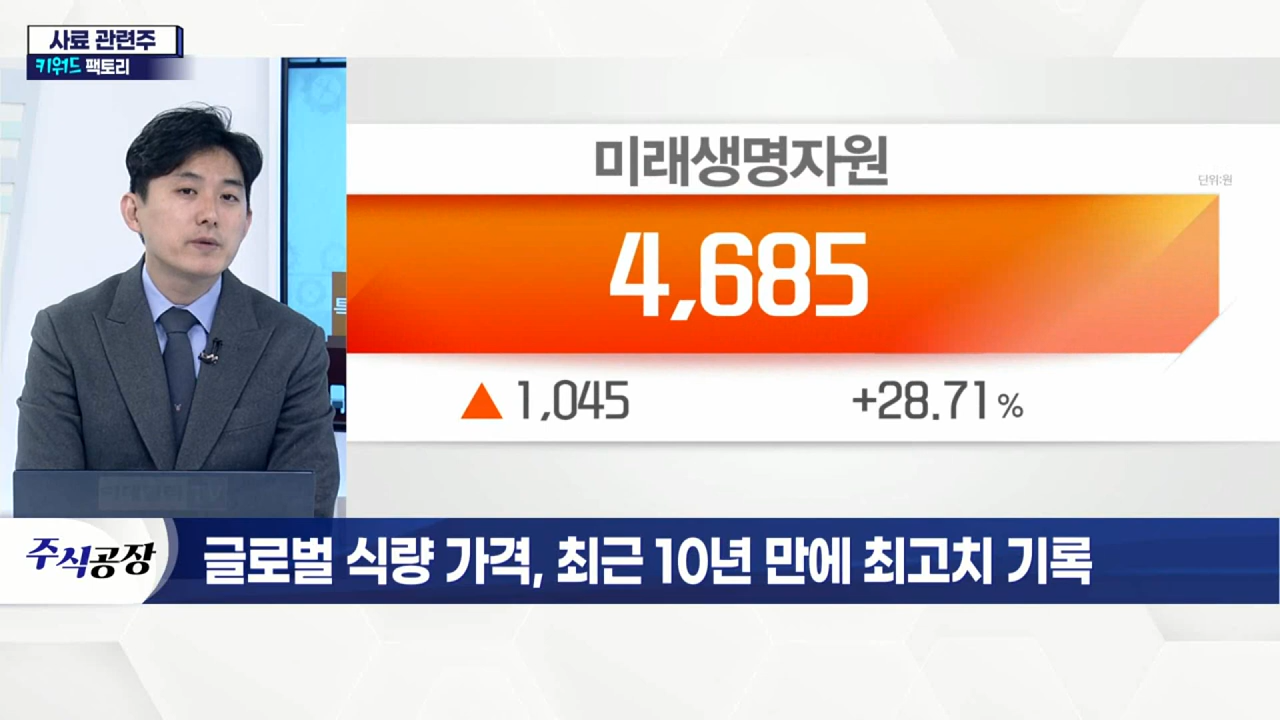 사료 관련주
키워드 팩토리
미래생명자원
단위:원
4,685
▲ 1,045
+28.71%
특
주식공장
글로벌 식량 가격, 최근 10년 만에 최고치 기록